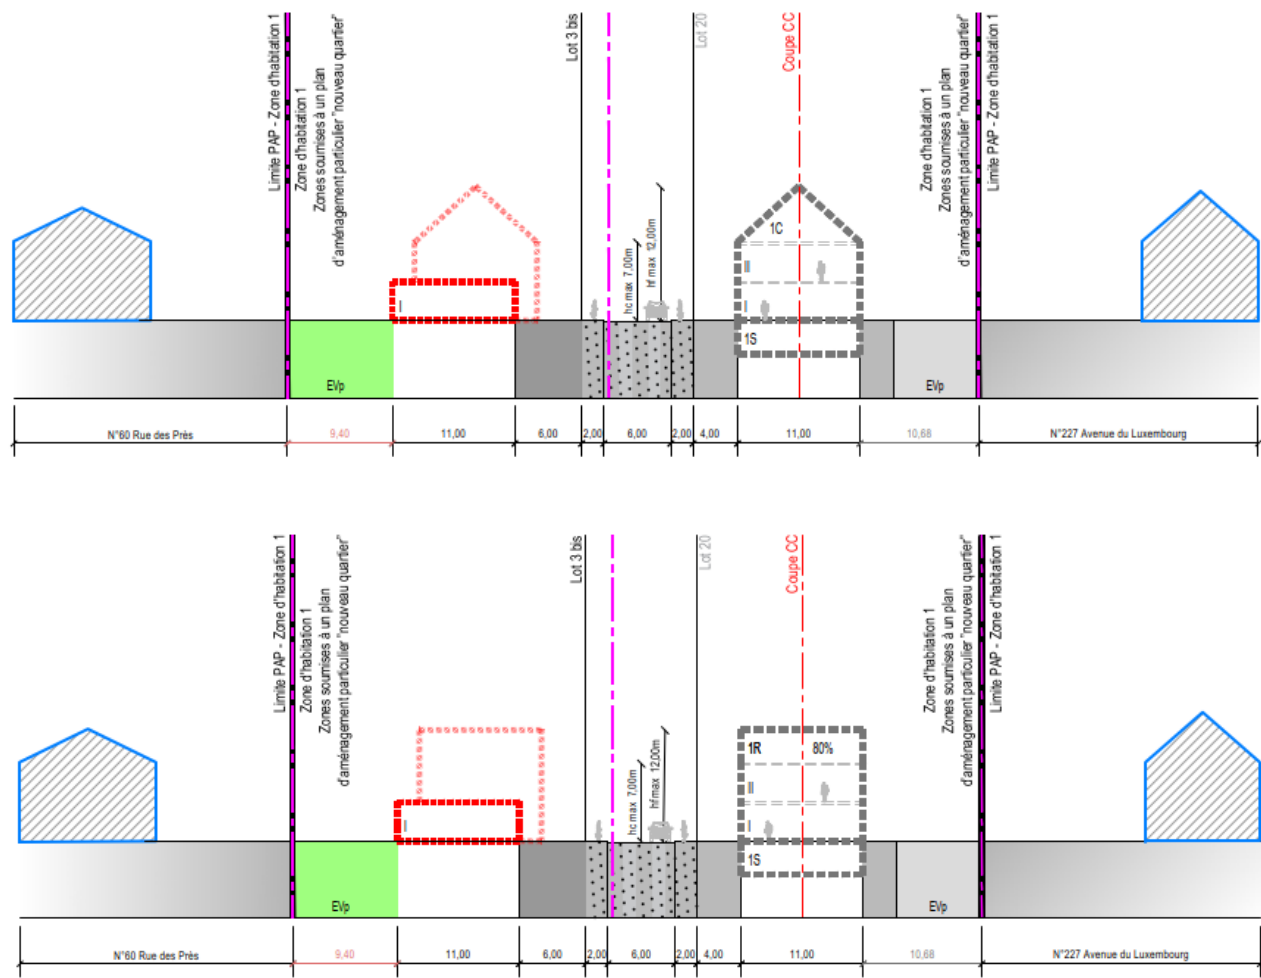 Limite PAP - Zone d'habitation 1
Zone d'habitation 1
Zones soumises à un plan
d'aménagement particulier "nouveau quartier"
Lot 3 bis
Lot 20
Coupe CC
Zone d'habitation 1
Zones soumises à un plan
d'aménagement particulier "nouveau quartier"
Limite PAP - Zone d'habitation 1
hc max 7,00m
hf max 12,00m
1C
II
I
I
1S
EVp
EVp
N°60 Rue des Près
9,40
11,00
6,00
2,00
6,00
2,00
4,00
11,00
10,68
N°227 Avenue du Luxembourg
Limite PAP - Zone d'habitation 1
Zone d'habitation 1
Zones soumises à un plan
d'aménagement particulier "nouveau quartier"
Lot 3 bis
Lot 20
Coupe CC
Zone d'habitation 1
Zones soumises à un plan
d'aménagement particulier "nouveau quartier"
Limite PAP - Zone d'habitation 1
hc max 7,00m
hf max 12,00m
1R 80%
II
I
I
1S
EVp
EVp
N°60 Rue des Près
9,40
11,00
6,00
2,00
6,00
2,00
4,00
11,00
10,68
N°227 Avenue du Luxembourg